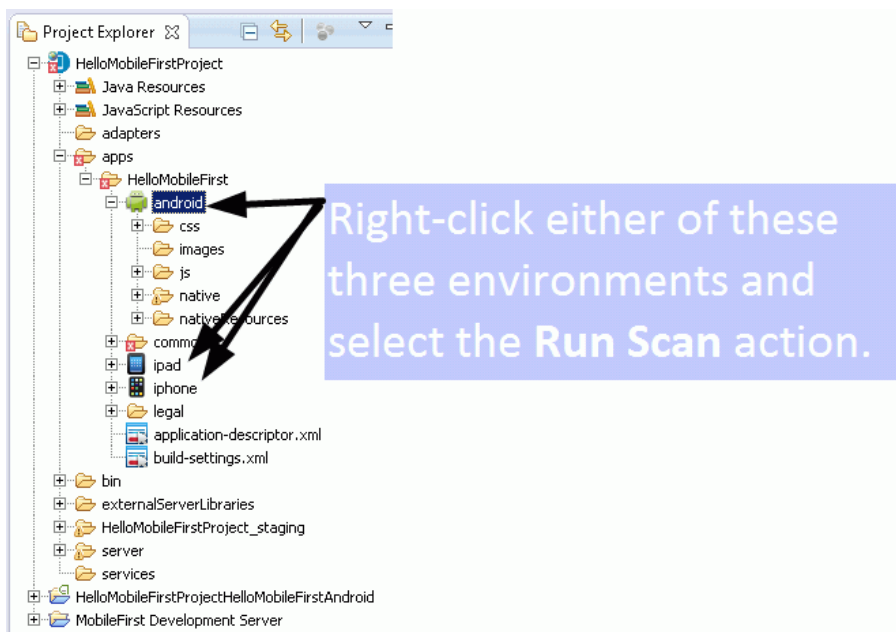 Project Explorer
HelloMobileFirstProject
Java Resources
JavaScript Resources
adapters
apps
HelloMobileFirst
android
css
images
js
native
nativeResources
ipad
iphone
legal
application-descriptor.xml
build-settings.xml
bin
externalServerLibraries
HelloMobileFirstProject_staging
server
services
HelloMobileFirstProjectHelloMobileFirstAndroid
MobileFirst Development Server
Right-click either of these
three environments and
select the Run Scan action.